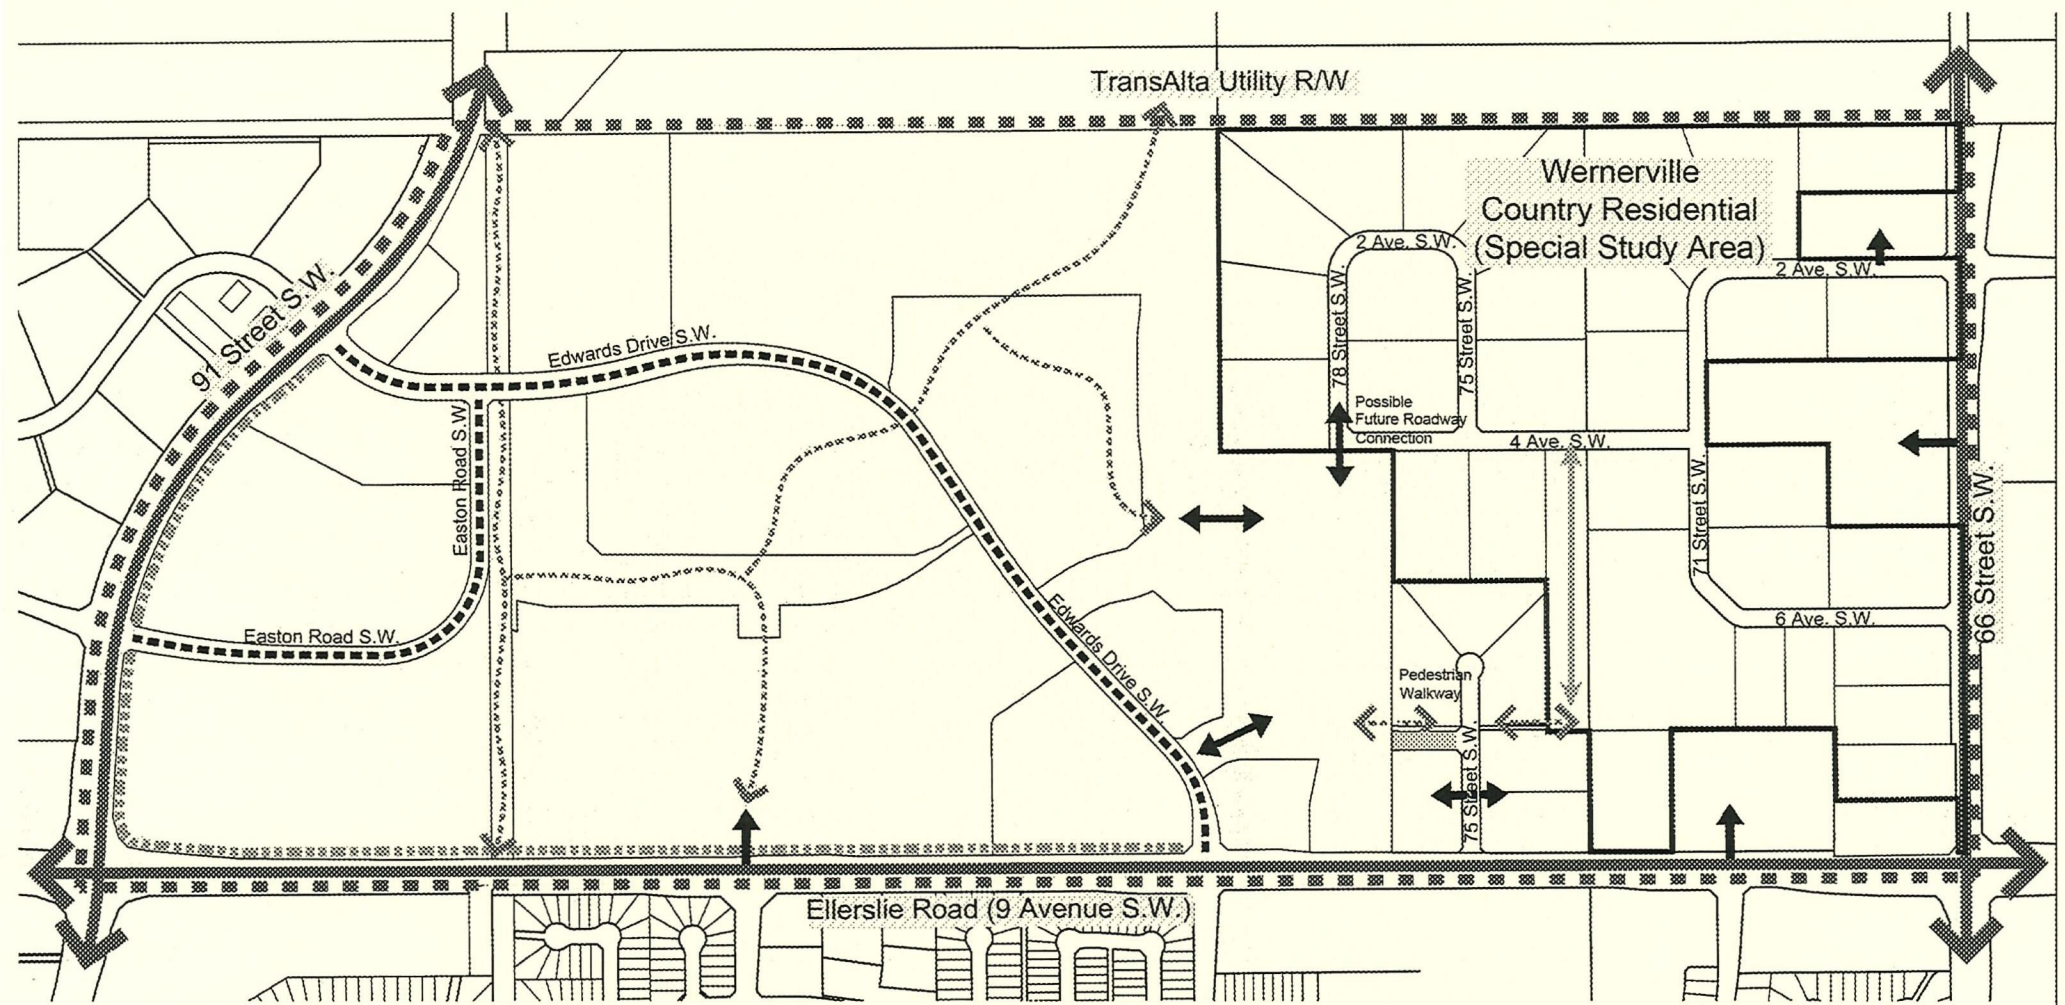 TransAlta Utility R/W
Wernerville
Country Residential
(Special Study Area)
2 Ave. S.W.
2 Ave. S.W.
91 Street S.W.
78 Street S.W.
75 Street S.W.
Edwards Drive S.W.
Possible
Future Roadway
Connection
4 Ave. S.W.
Easton Road S.W.
71 Street S.W.
66 Street S.W.
Easton Road S.W.
Edwards Drive S.W.
6 Ave. S.W.
Pedestrian
Walkway
75 Street S.W.
Ellerslie Road (9 Avenue S.W.)